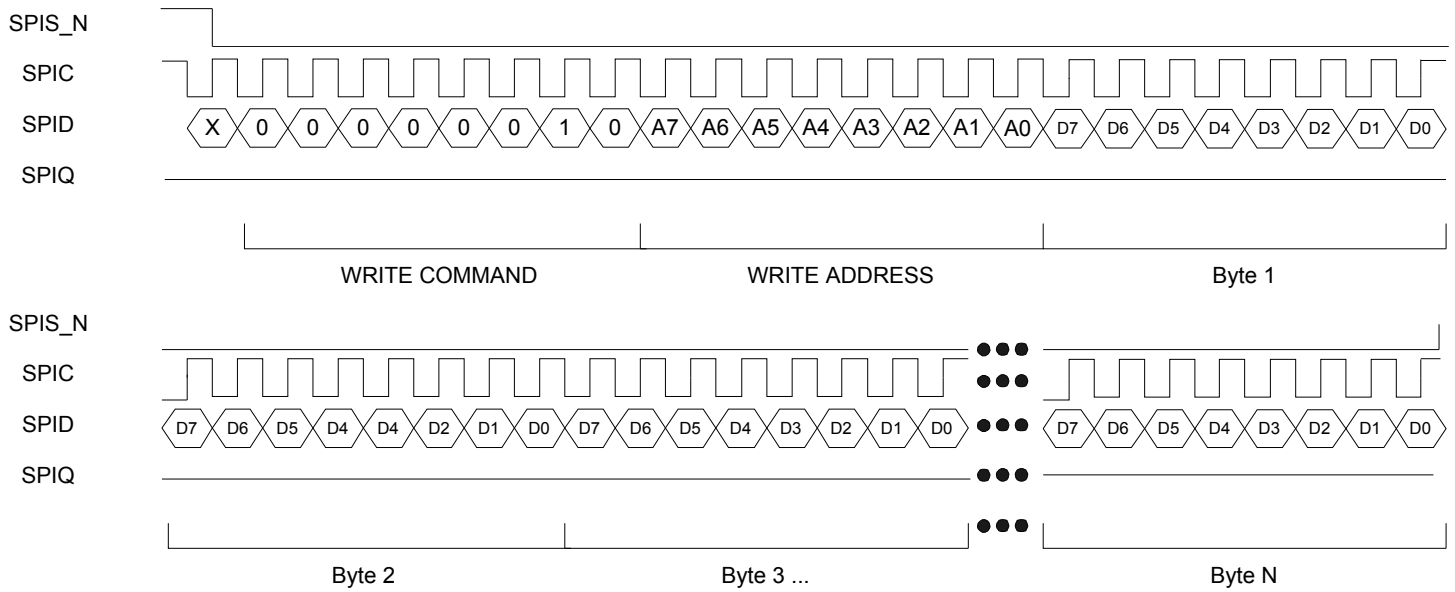 SPIS_N
SPIC
SPID X 0 0 0 0 0 0 1 0 A7 A6 A5 A4 A3 A2 A1 A0 D7 D6 D5 D4 D3 D2 D1 D0
SPIQ
WRITE COMMAND WRITE ADDRESS Byte 1
SPIS_N
SPIC
SPID D7 D6 D5 D4 D4 D2 D1 D0 D7 D6 D5 D4 D3 D2 D1 D0 D7 D6 D5 D4 D3 D2 D1 D0
SPIQ
Byte 2 Byte 3 ... Byte N